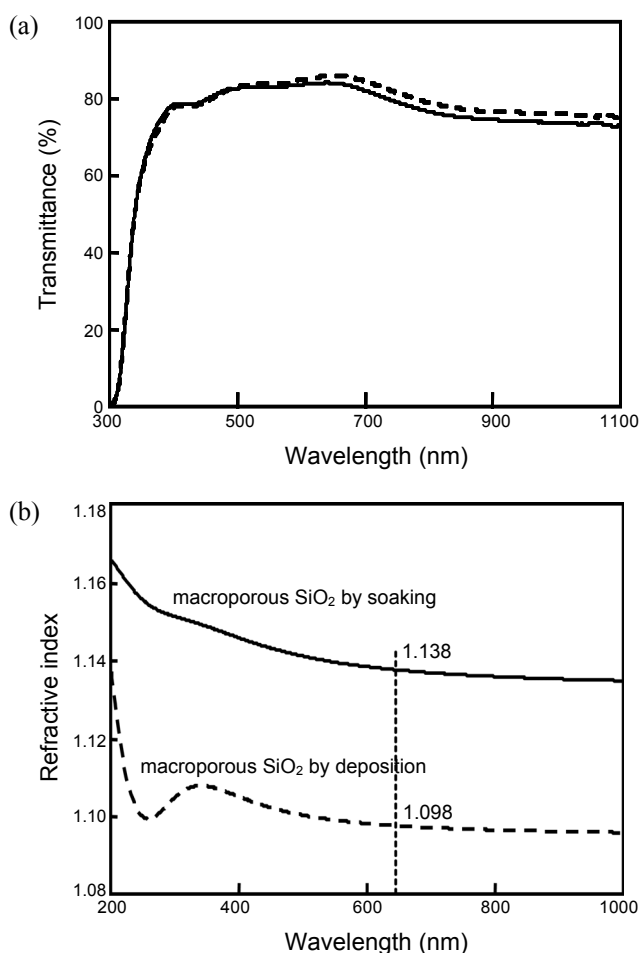 (a)
100
80
60
40
20
0
300 500 700 900 1100
Transmittance (%)
Wavelength (nm)
(b)
1.18
1.16
1.14
1.12
1.10
1.08
macroporous SiO₂ by soaking
1.138
macroporous SiO₂ by deposition
1.098
200 400 600 800 1000
Refractive index
Wavelength (nm)